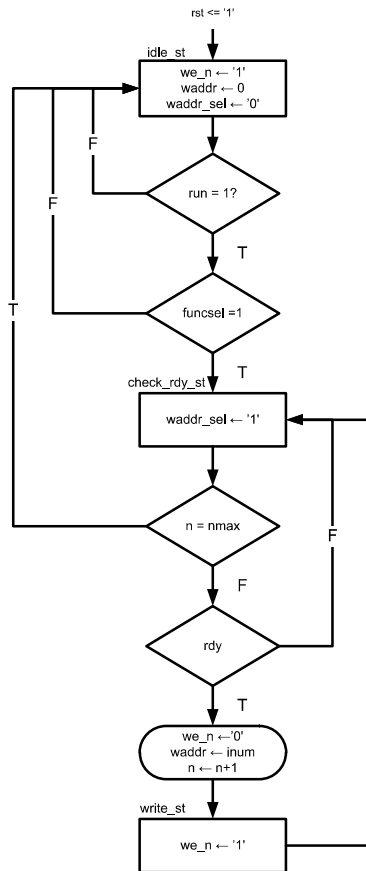 rst <= '1'
idle_st
we_n ← '1'
waddr ← 0
waddr_sel ← '0'
F
run = 1?
F
T
T
funcsel =1
T
check_rdy_st
waddr_sel ← '1'
n = nmax
F
F
rdy
T
we_n ←'0'
waddr ← inum
n ← n+1
write_st
we_n ← '1'